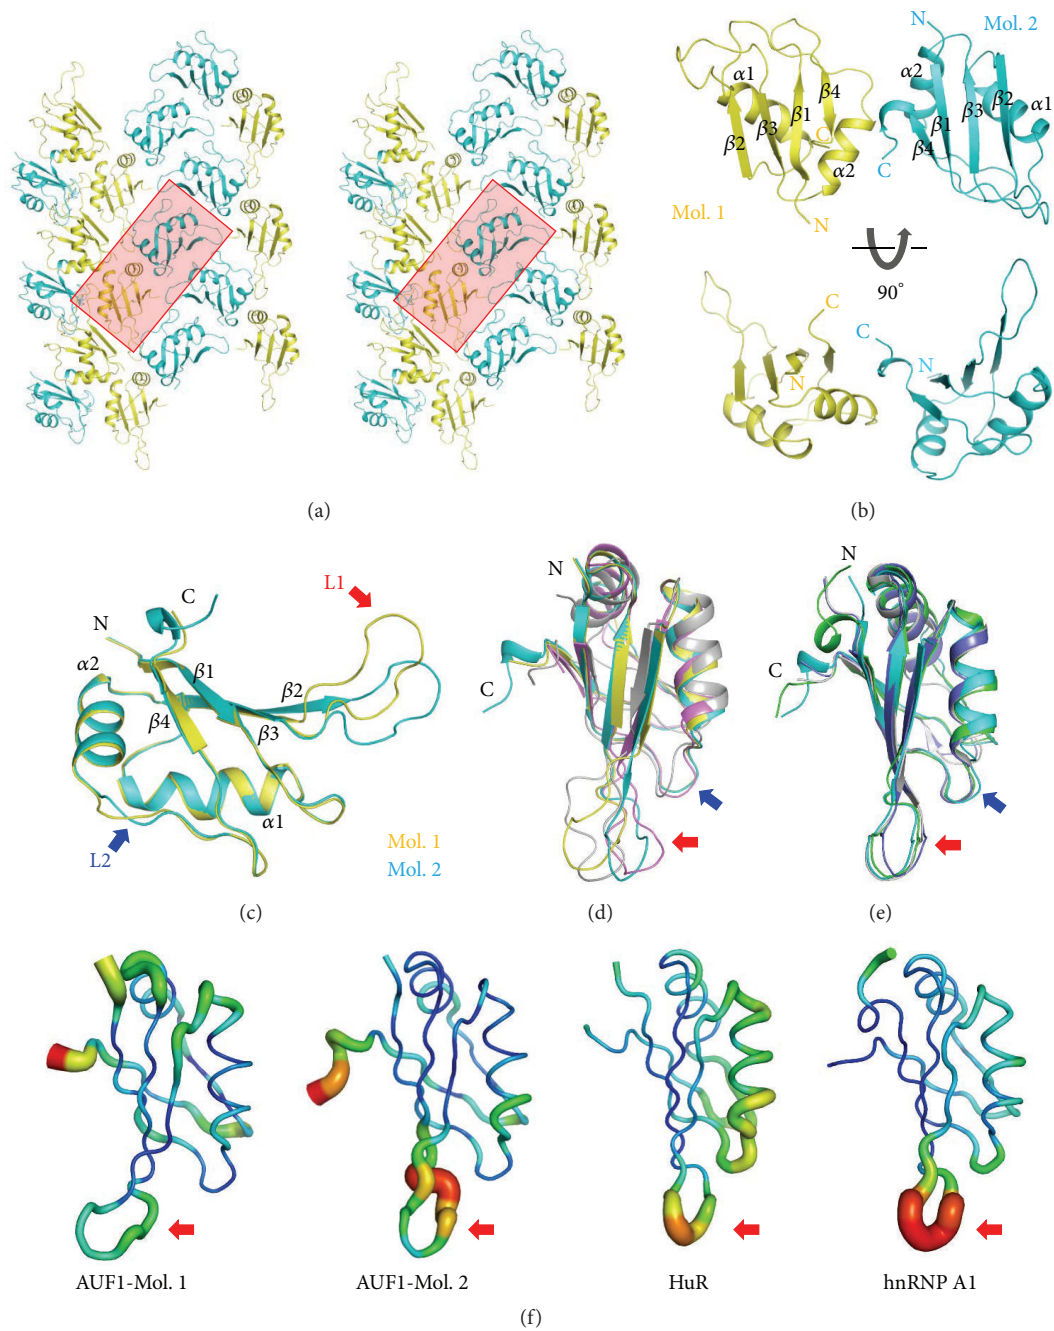 (a)
N
Mol. 2
α2
α1
β4
β1
β3
β2
C
α2
N
Mol. 1
β2
β3
α1
β1
β4
C
90°
C
N
C
N
(b)
L1
C
N
α2
β1
β2
β4
β3
α1
L2
Mol. 1
Mol. 2
(c)
N
C
(d)
N
C
(e)
AUF1-Mol. 1
AUF1-Mol. 2
HuR
hnRNP A1
(f)